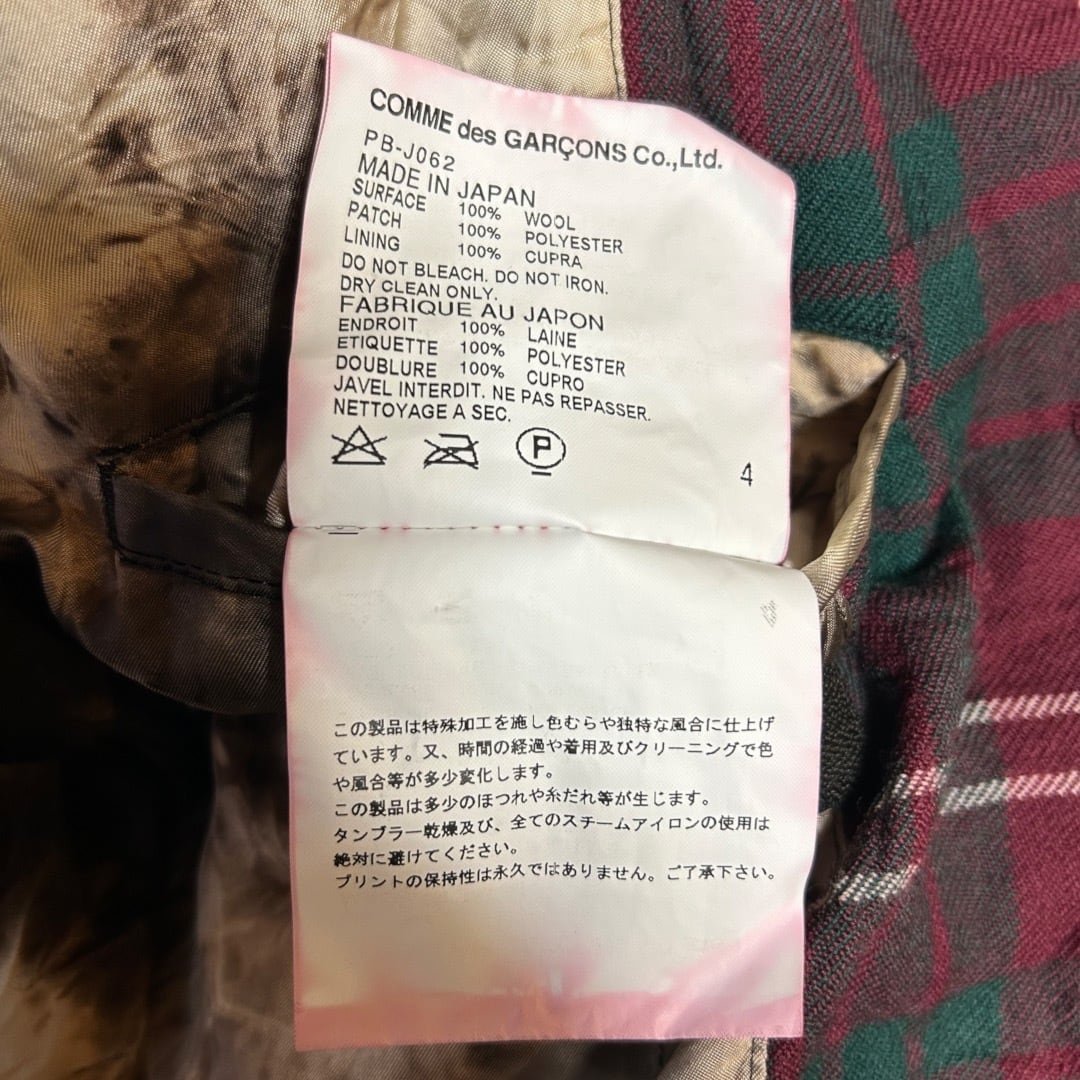 COMME des GARÇONS Co.,Ltd.
PB-J062
MADE IN JAPAN
SURFACE 100% WOOL
PATCH 100% POLYESTER
LINING 100% CUPRA
DO NOT BLEACH. DO NOT IRON.
DRY CLEAN ONLY.
FABRIQUE AU JAPON
ENDROIT 100% LAINE
ETIQUETTE 100% POLYESTER
DOUBLURE 100% CUPRO
JAVEL INTERDIT. NE PAS REPASSER.
NETTOYAGE A SEC.
P
4
この製品は特殊加工を施し色むらや独特な風合に仕上げ
ています。又、時間の経過や着用及びクリーニングで色
や風合等が多少変化します。
この製品は多少のほつれや糸だれ等が生じます。
タンブラー乾燥及び、全てのスチームアイロンの使用は
絶対に避けてください。
プリントの保持性は永久ではありません。ご了承下さい。